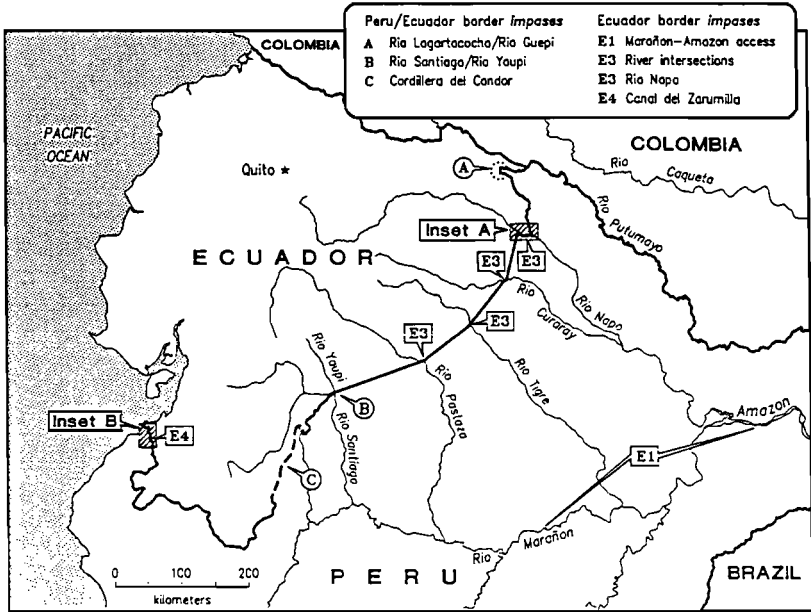 Peru/Ecuador border impases
A Rio Lagartacocha/Rio Guepi
B Rio Santiago/Rio Yaupi
C Cordillera del Condor
Ecuador border impases
E1 Marañon-Amazon access
E3 River intersections
E3 Rio Napo
E4 Canal del Zarumilla
COLOMBIA
PACIFIC
OCEAN
COLOMBIA
Quito
A
Rio Caqueta
Rio Putumayo
Inset A
ECUADOR
E3
E3
Rio Curaray
Rio Napo
E3
E3
Rio Yaupi
Rio Pastaza
Rio Tigre
B
Rio Santiago
Inset B
E4
Amazon
E1
C
Rio Marañon
0 100 200
kilometers
PERU
BRAZIL